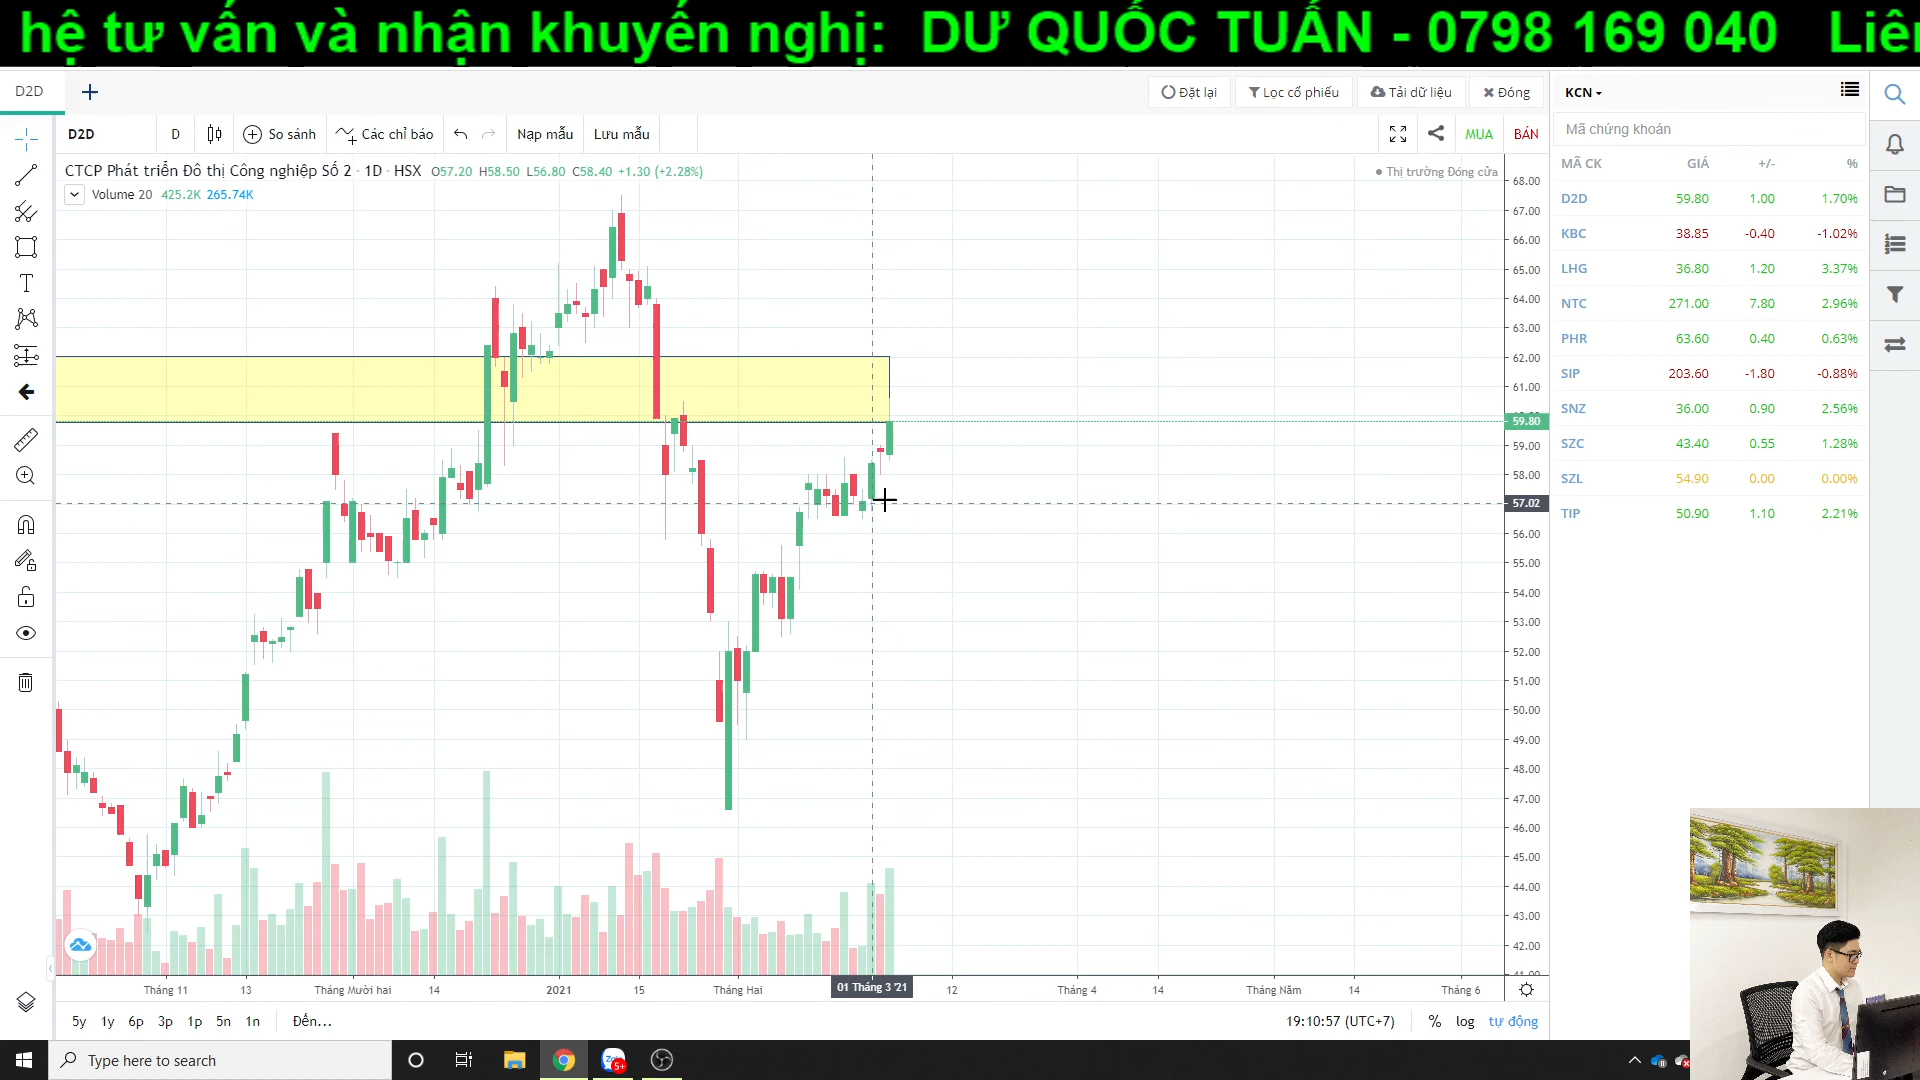 hệ tư vấn và nhận khuyến nghị: DƯ QUỐC TUẤN - 0798 169 040 Liên
D2D
Đặt lại
Lọc cổ phiếu
Tải dữ liệu
Đóng
KCN
D2D
D
So sánh
Các chỉ báo
Nạp mẫu
Lưu mẫu
MUA
BÁN
Mã chứng khoán
CTCP Phát triển Đô thị Công nghiệp Số 2 · 1D · HSX O57.20 H58.50 L56.80 C58.40 +1.30 (+2.28%)
Thị trường Đóng cửa
Volume 20 425.2K 265.74K
MÃ CK GIÁ +/- %
D2D 59.80 1.00 1.70%
KBC 38.85 -0.40 -1.02%
LHG 36.80 1.20 3.37%
NTC 271.00 7.80 2.96%
PHR 63.60 0.40 0.63%
SIP 203.60 -1.80 -0.88%
SNZ 36.00 0.90 2.56%
SZC 43.40 0.55 1.28%
SZL 54.90 0.00 0.00%
TIP 50.90 1.10 2.21%
68.00
67.00
66.00
65.00
64.00
63.00
62.00
61.00
59.80
59.00
58.00
57.02
56.00
55.00
54.00
53.00
52.00
51.00
50.00
49.00
48.00
47.00
46.00
45.00
44.00
43.00
42.00
Tháng 11 13 Tháng Mười hai 14 2021 15 Tháng Hai 01 Tháng 3 '21 12 Tháng 4 14 Tháng Năm 14 Tháng 6
5y 1y 6p 3p 1p 5n 1n Đến...
19:10:57 (UTC+7) % log tự động
Type here to search
5+